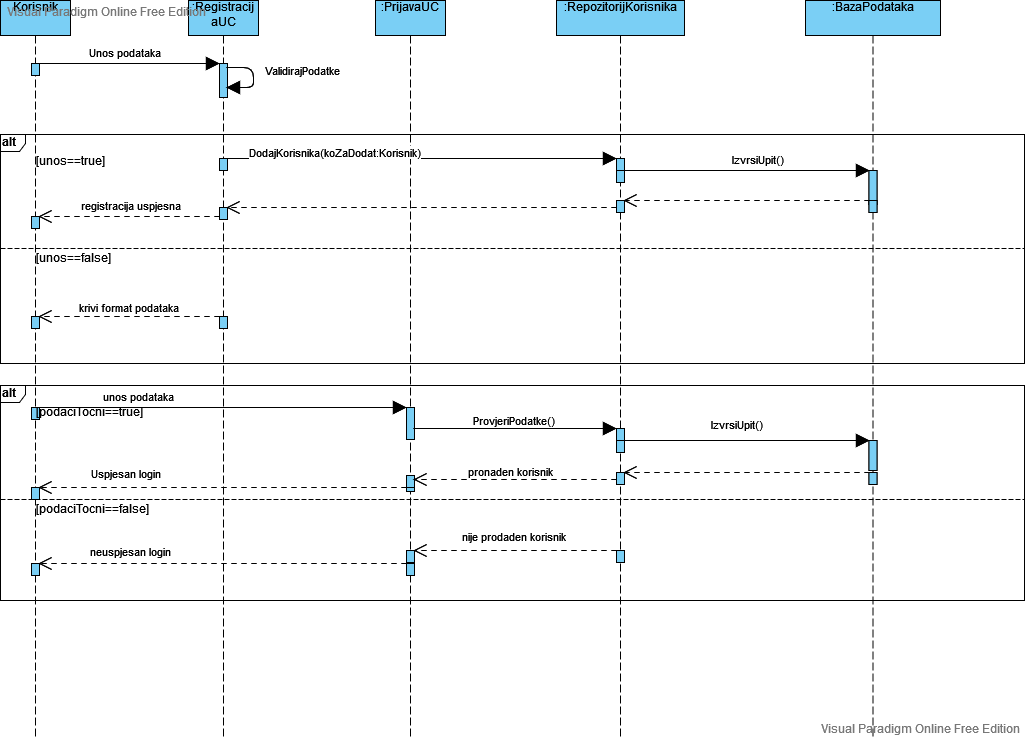 Korisnik
Visual Paradigm Online Free Edition
:Registracij
aUC
:PrijavaUC
:RepozitorijKorisnika
:BazaPodataka
Unos podataka
ValidirajPodatke
alt
[unos==true]
DodajKorisnika(koZaDodat:Korisnik)
IzvrsiUpit()
registracija uspjesna
[unos==false]
krivi format podataka
alt
unos podataka
[podaciTocni==true]
ProvjeriPodatke()
IzvrsiUpit()
pronaden korisnik
Uspjesan login
[podaciTocni==false]
nije prodaden korisnik
neuspjesan login
Visual Paradigm Online Free Edition